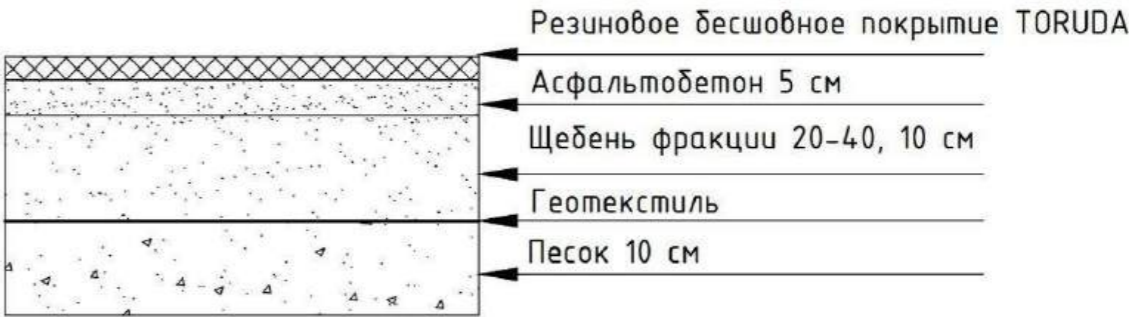 Резиновое бесшовное покрытие TORUDA
Асфальтобетон 5 см
Щебень фракции 20-40, 10 см
Геотекстиль
Песок 10 см